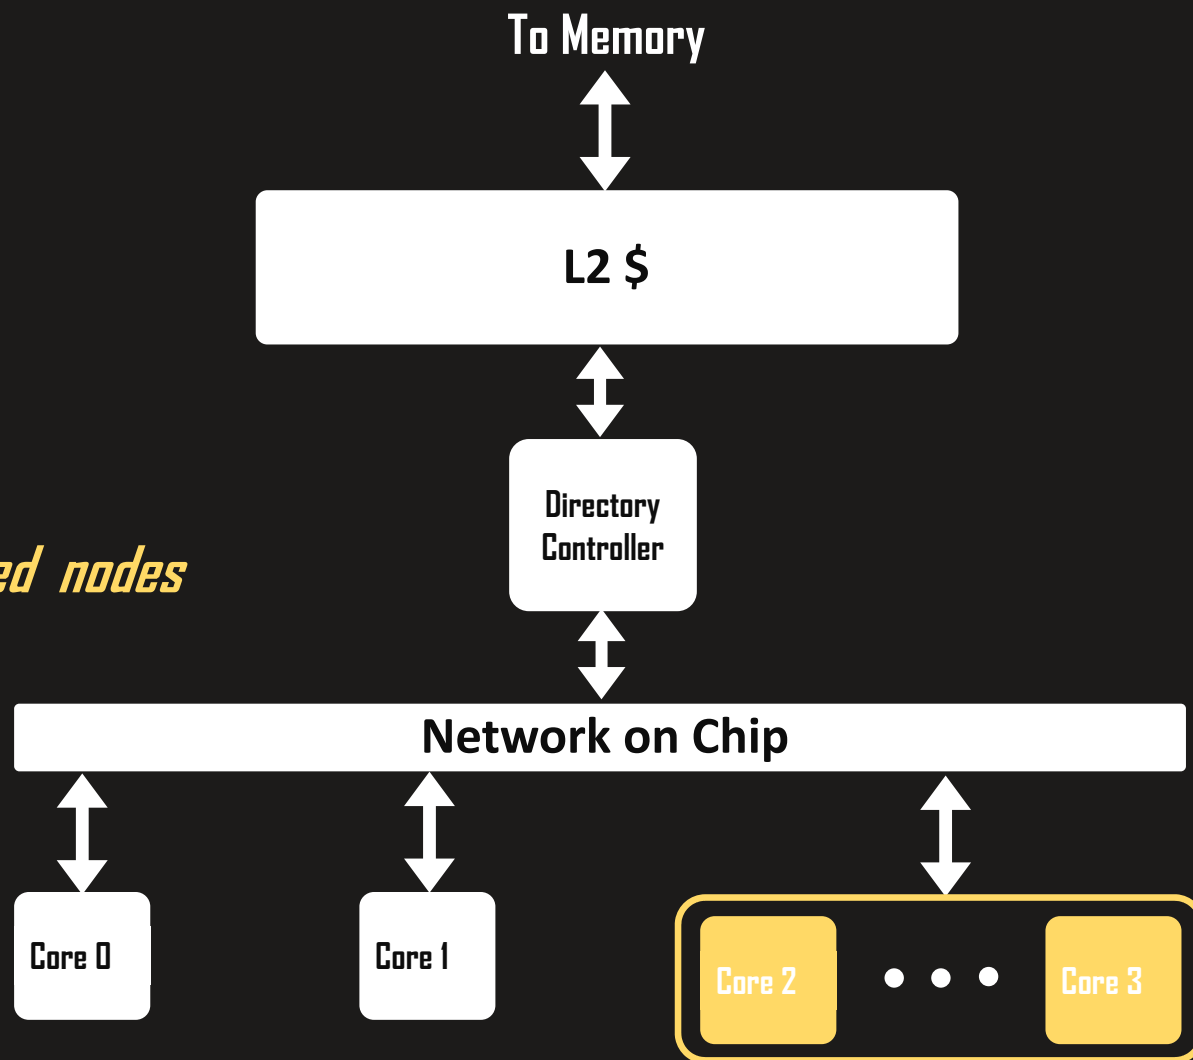 To Memory
L2 $
Directory
Controller
ed nodes
Network on Chip
Core 0
Core 1
Core 2
Core 3